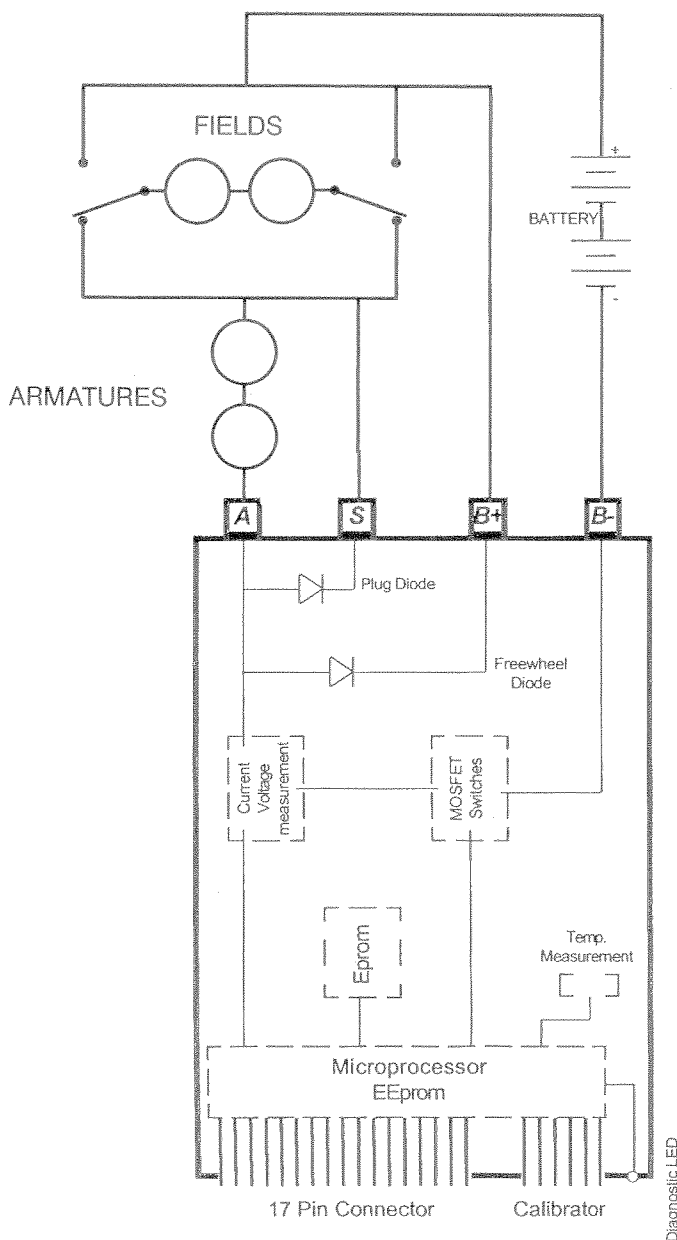 FIELDS
+
BATTERY
-
ARMATURES
A
S
B+
B-
Plug Diode
Freewheel
Diode
Current
Voltage
measurement
MOSFET
Switches
Eprom
Temp.
Measurement
Microprocessor
EEprom
17 Pin Connector
Calibrator
Diagnostic LED